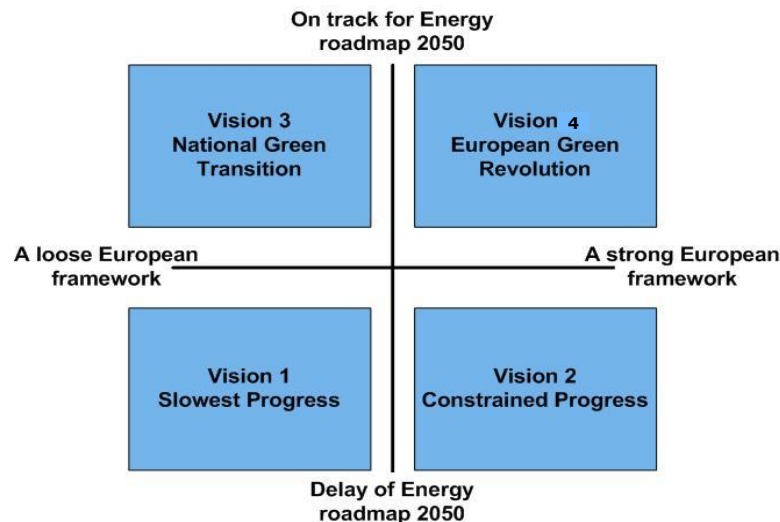 On track for Energy
roadmap 2050
Vision 3
National Green
Transition
Vision 4
European Green
Revolution
A loose European
framework
A strong European
framework
Vision 1
Slowest Progress
Vision 2
Constrained Progress
Delay of Energy
roadmap 2050